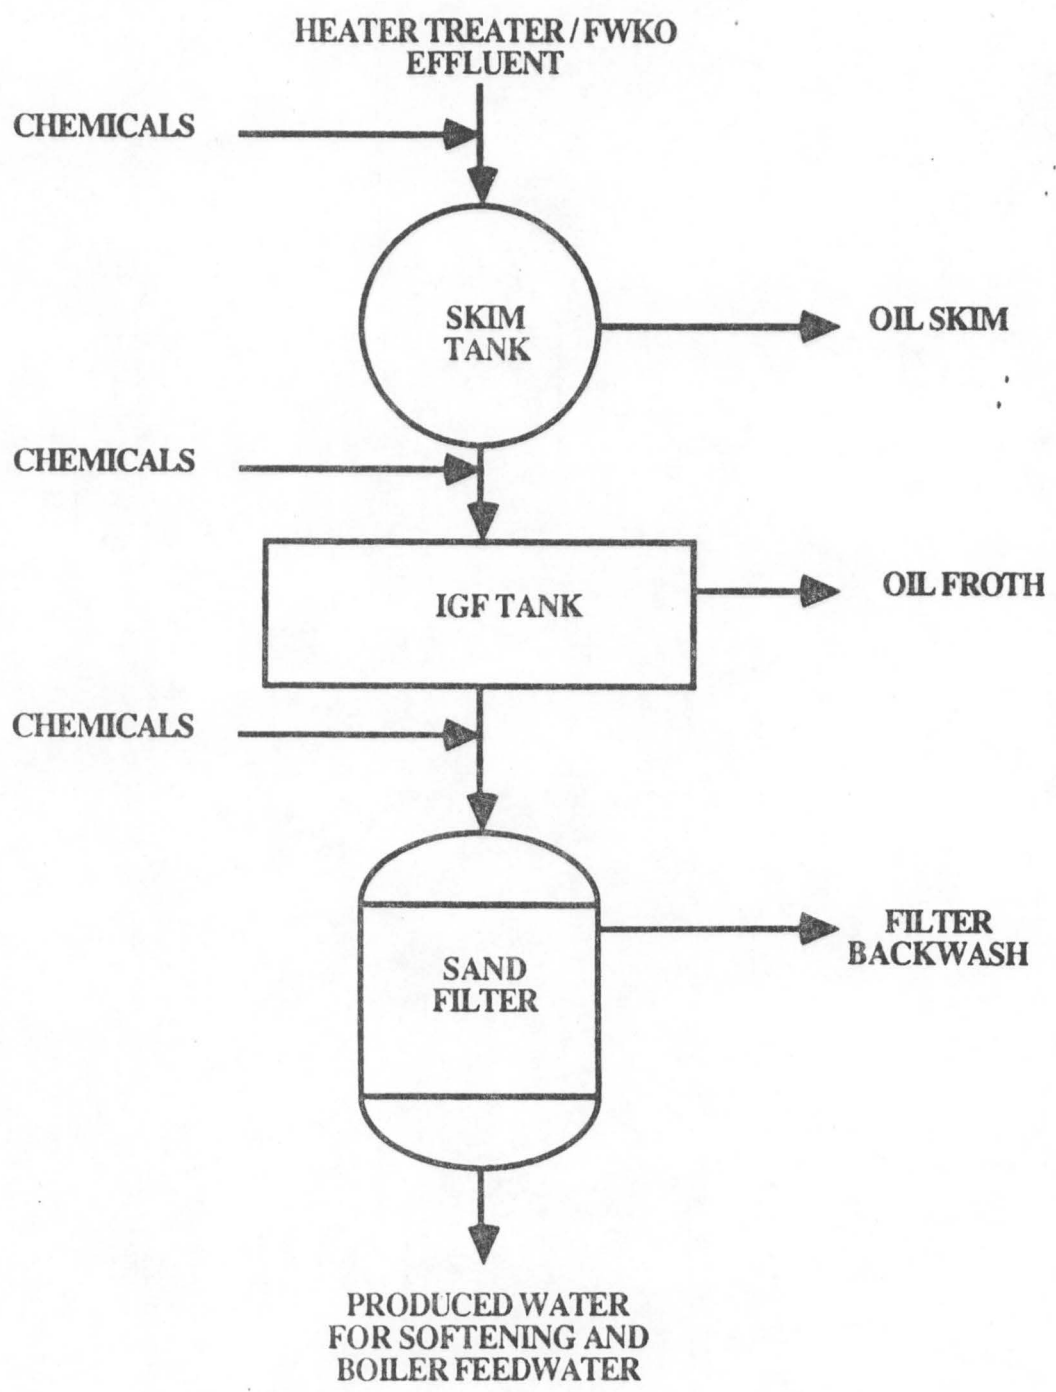 HEATER TREATER / FWKO
EFFLUENT
CHEMICALS
SKIM
TANK
OIL SKIM
CHEMICALS
IGF TANK
OIL FROTH
CHEMICALS
SAND
FILTER
FILTER
BACKWASH
PRODUCED WATER
FOR SOFTENING AND
BOILER FEEDWATER